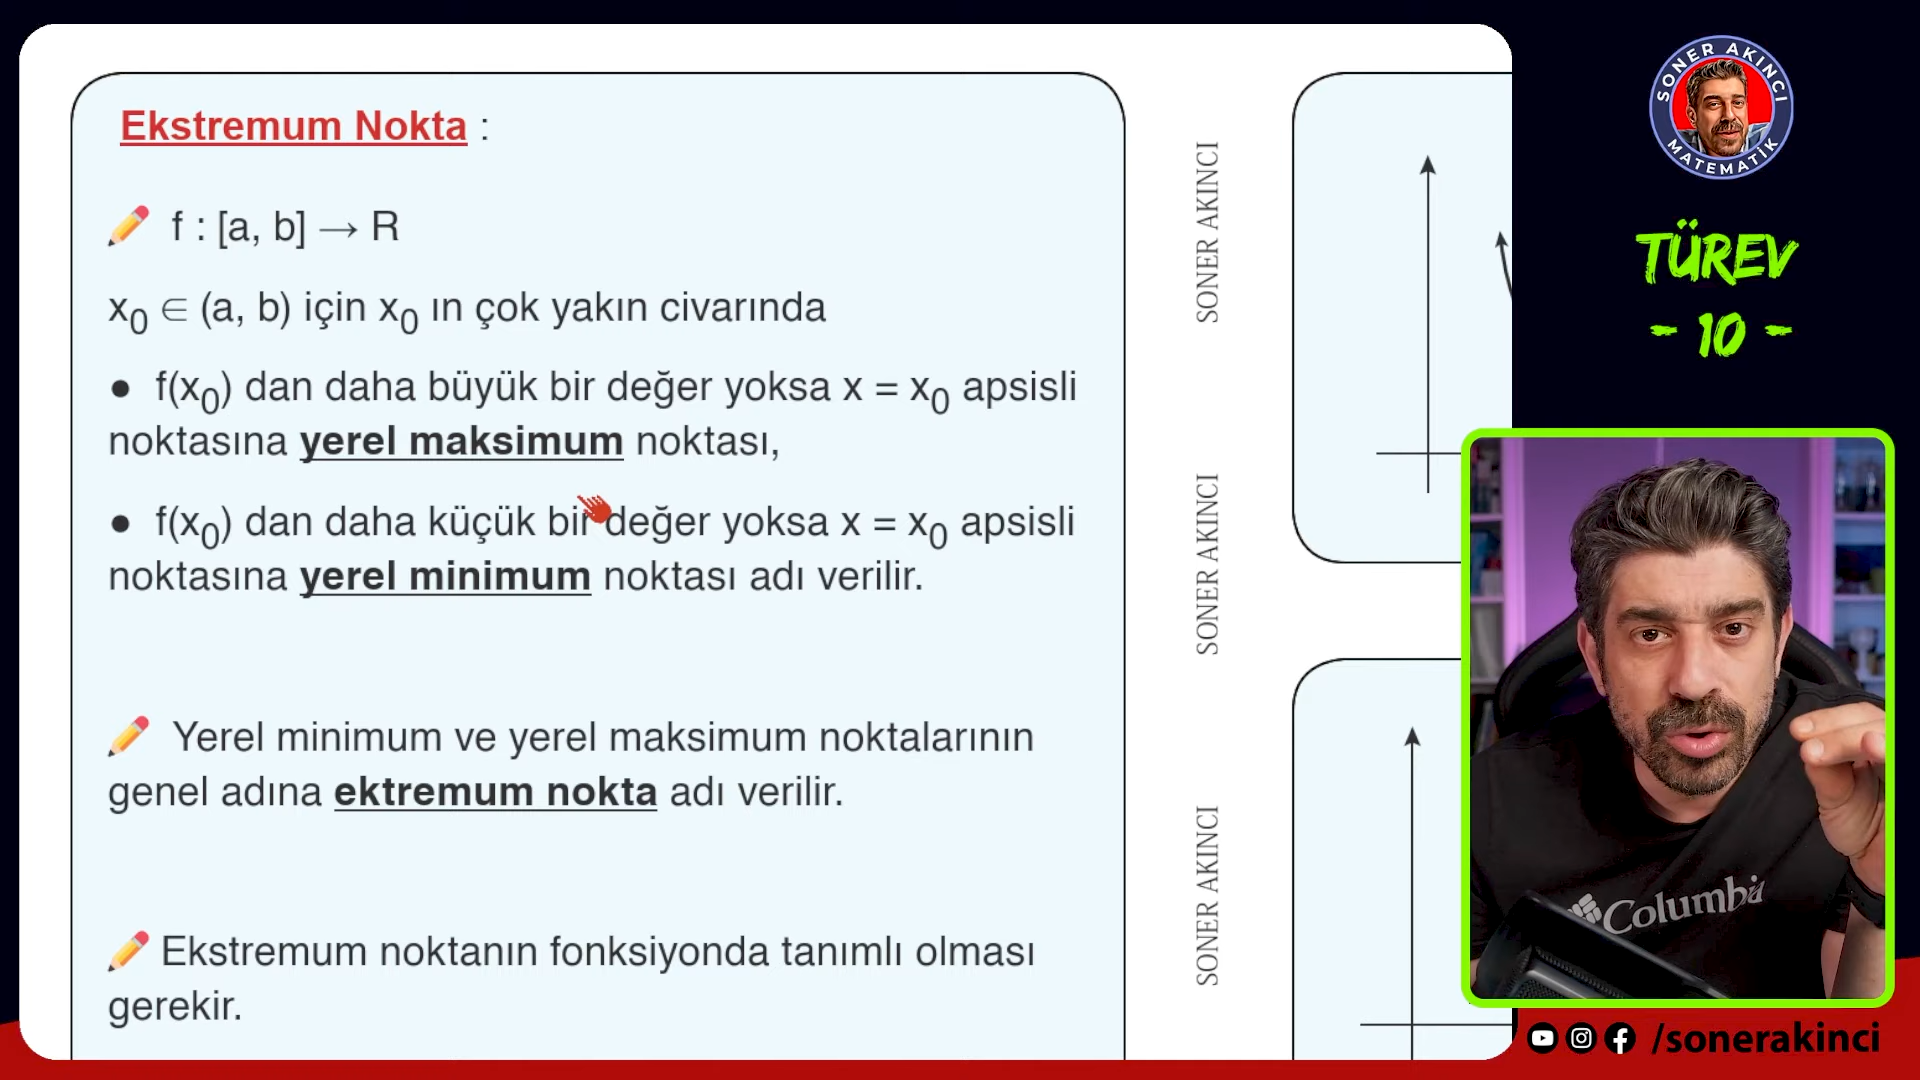 Ekstremum Nokta :
f : [a, b] → R
x₀ ∈ (a, b) için x₀ ın çok yakın civarında
● f(x₀) dan daha büyük bir değer yoksa x = x₀ apsisli
noktasına yerel maksimum noktası,
● f(x₀) dan daha küçük bir değer yoksa x = x₀ apsisli
noktasına yerel minimum noktası adı verilir.
Yerel minimum ve yerel maksimum noktalarının
genel adına ektremum nokta adı verilir.
Ekstremum noktanın fonksiyonda tanımlı olması
gerekir.
SONER AKINCI
SONER AKINCI
SONER AKINCI
SONER AKINCI
MATEMATİK
TÜREV
- 10 -
Columbia
/sonerakinci